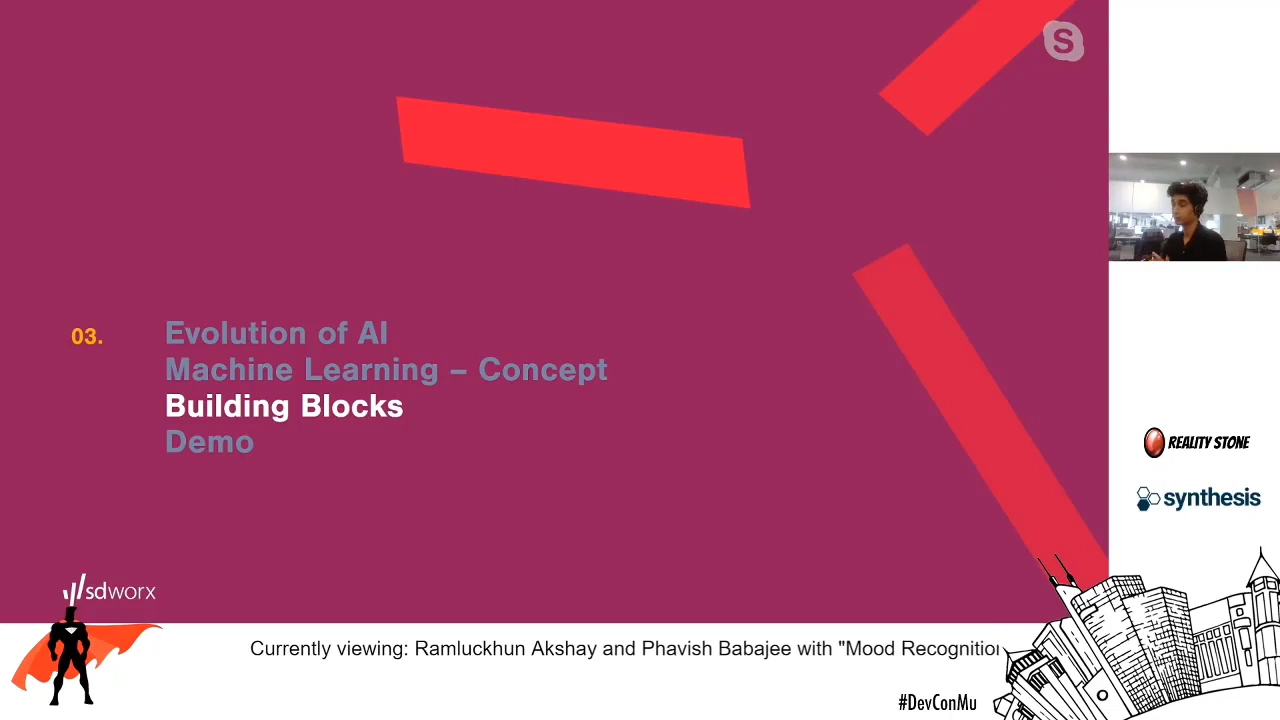 S
03.
Evolution of AI
Machine Learning – Concept
Building Blocks
Demo
sdworx
REALITY STONE
synthesis
Currently viewing: Ramluckhun Akshay and Phavish Babajee with "Mood Recognition
#DevConMu